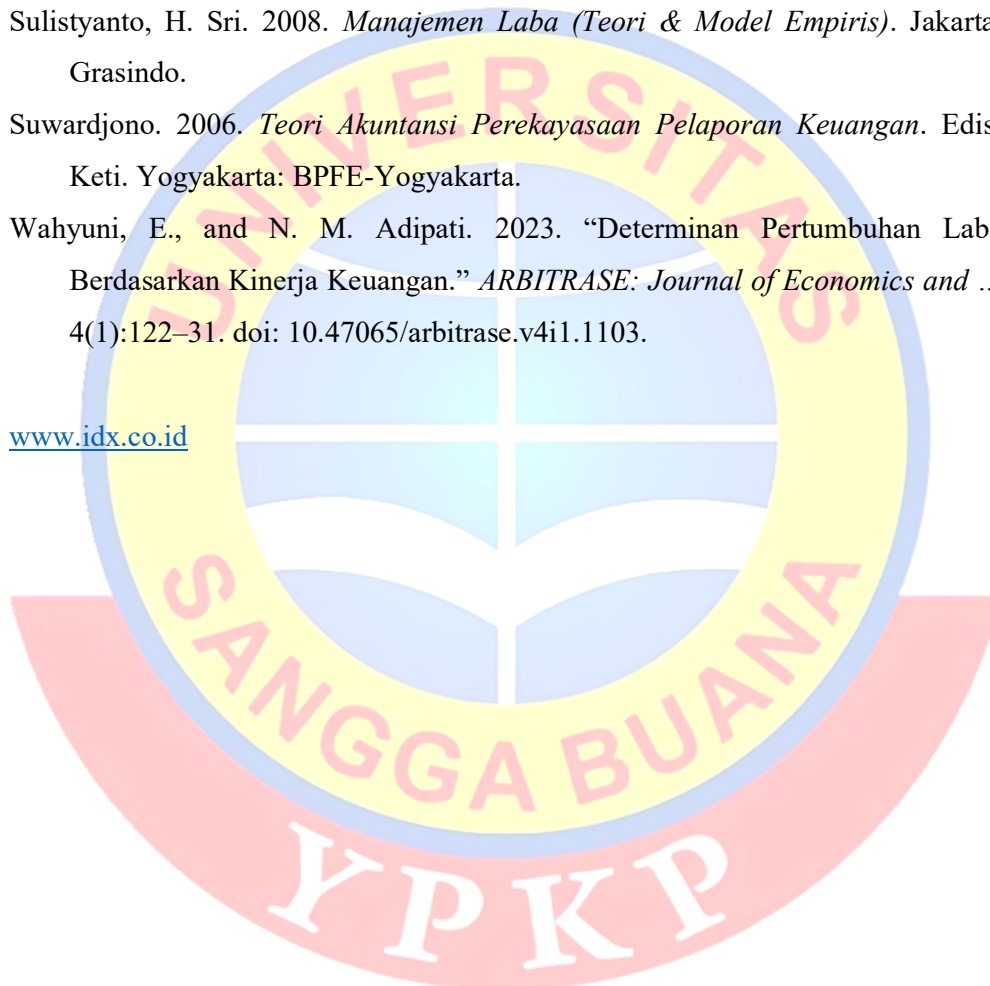 Sulistyanto, H. Sri. 2008. Manajemen Laba (Teori & Model Empiris). Jakarta
Grasindo.
Suwardjono. 2006. Teori Akuntansi Perekayasaan Pelaporan Keuangan. Edis
Keti. Yogyakarta: BPFE-Yogyakarta.
Wahyuni, E., and N. M. Adipati. 2023. “Determinan Pertumbuhan Lab
Berdasarkan Kinerja Keuangan.” ARBITRASE: Journal of Economics and ..
4(1):122–31. doi: 10.47065/arbitrase.v4i1.1103.
www.idx.co.id
UNIVERSITAS
SANGGA BUANA
YPKP